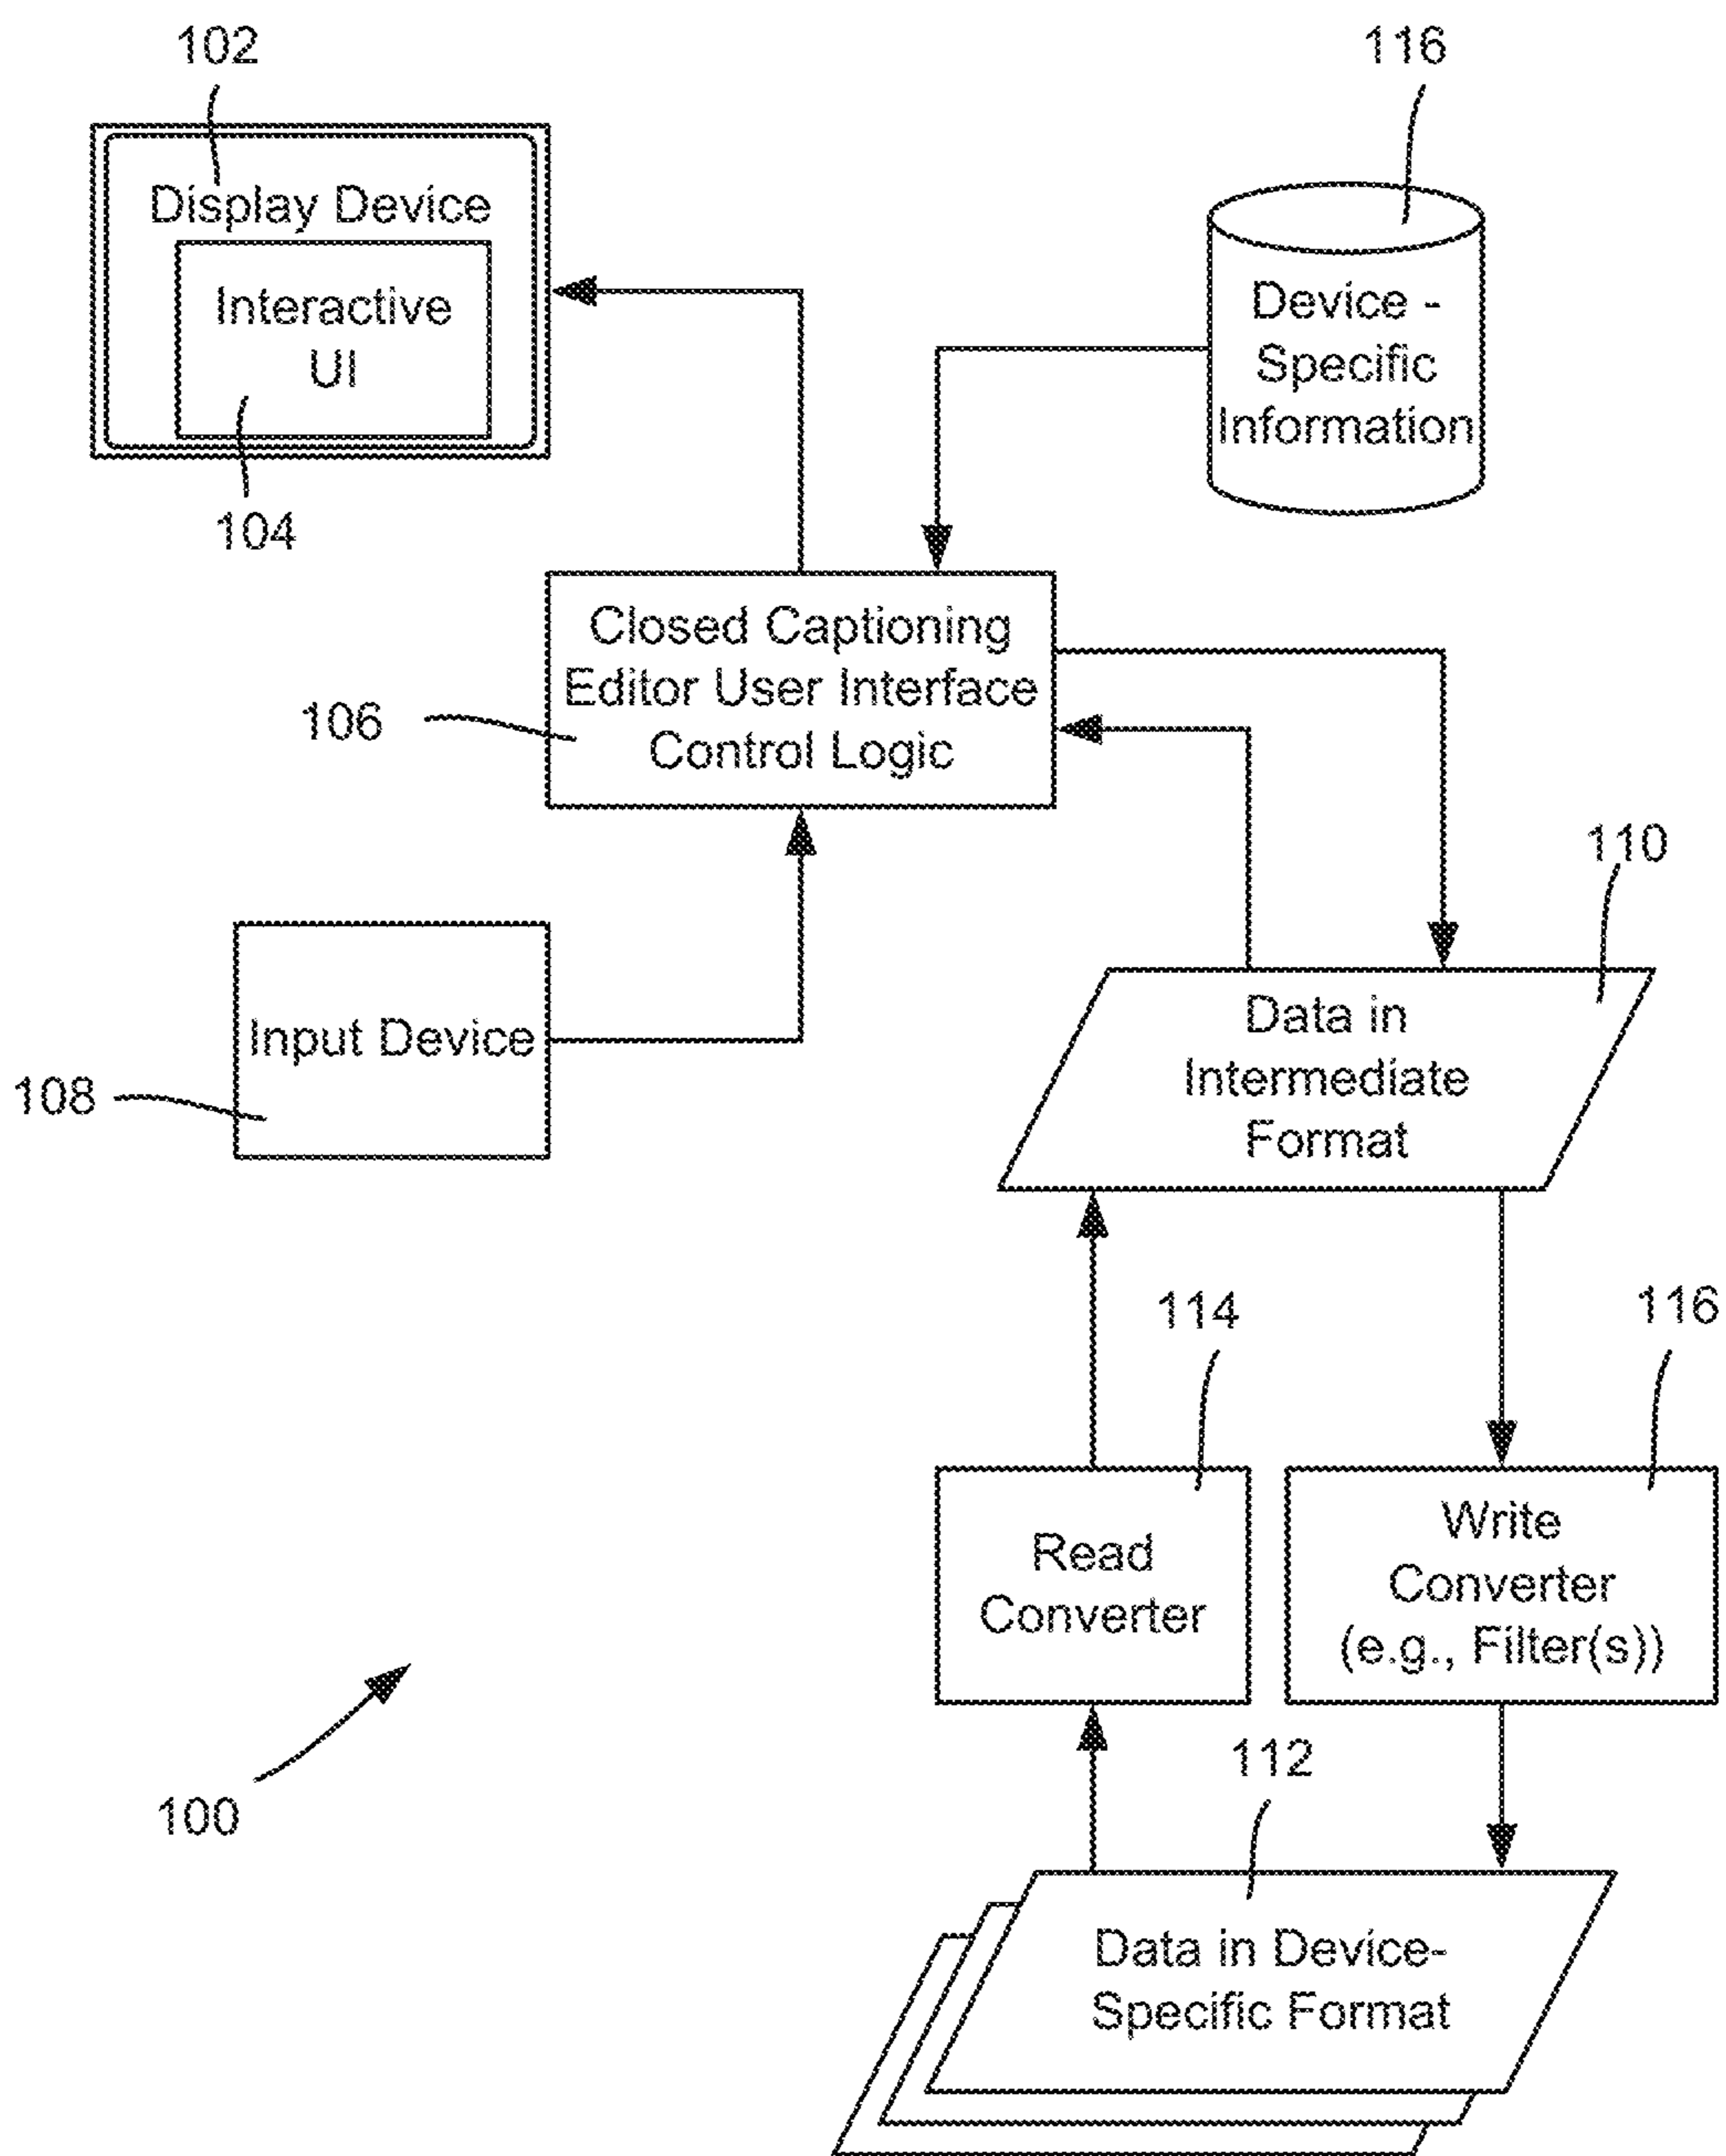 102
116
Display Device
Interactive
UI
104
Device -
Specific
Information
Closed Captioning
Editor User Interface
Control Logic
106
110
Input Device
108
Data in
Intermediate
Format
114
116
Read
Converter
Write
Converter
(e.g., Filter(s))
100
112
Data in Device-
Specific Format